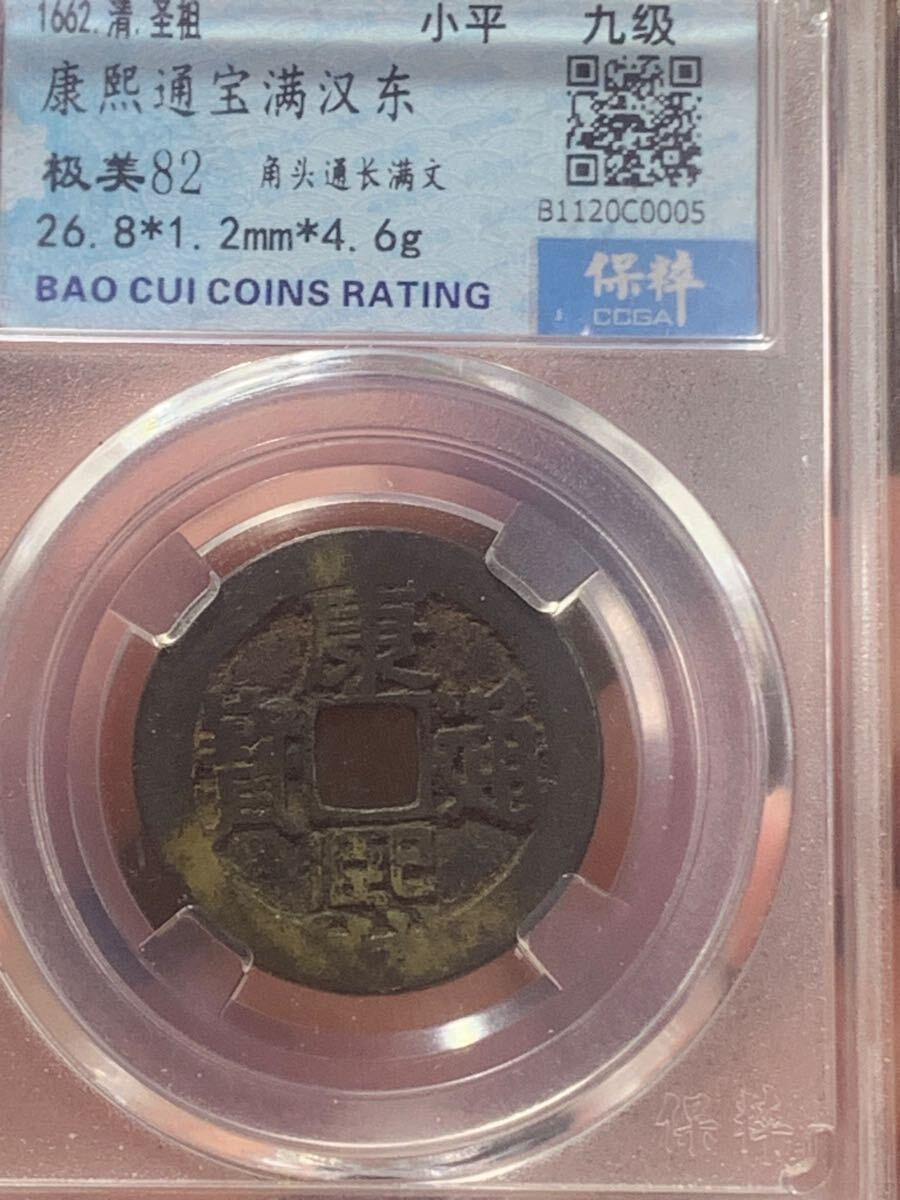 1662.清.圣祖 小平 九级
康熙通宝满汉东
极美82 角头通长满文
B1120C0005
26.8*1.2mm*4.6g
BAO CUI COINS RATING
保粹
CCGA
康熙通寶
保粹